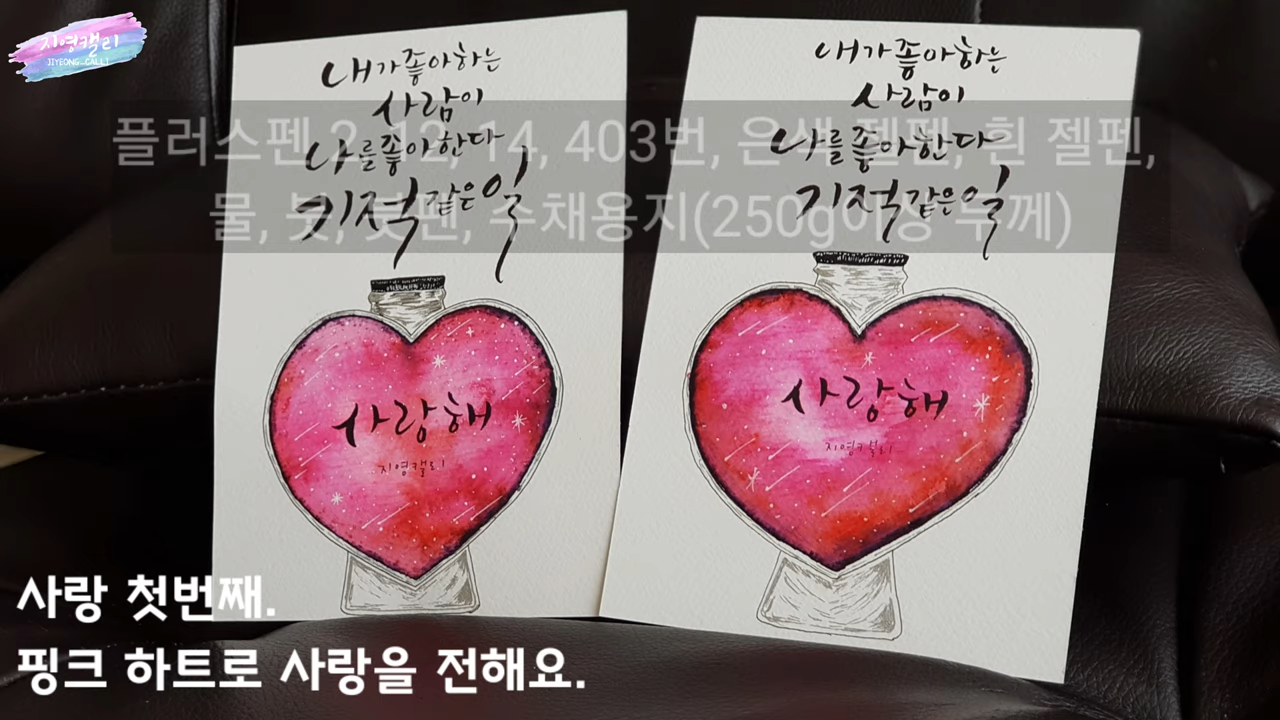 지영캘리
JIYEONG_CALLI
내가좋아하는
사람이
나를좋아한다
기적같은일
사랑해
지영캘리
내가좋아하는
사람이
나를좋아한다
기적같은일
사랑해
지영캘리
플러스펜 2, 12, 14, 403번, 은색 젤펜, 흰 젤펜,
물, 붓, 붓펜, 수채용지(250g이상 두께)
사랑 첫번째.
핑크 하트로 사랑을 전해요.